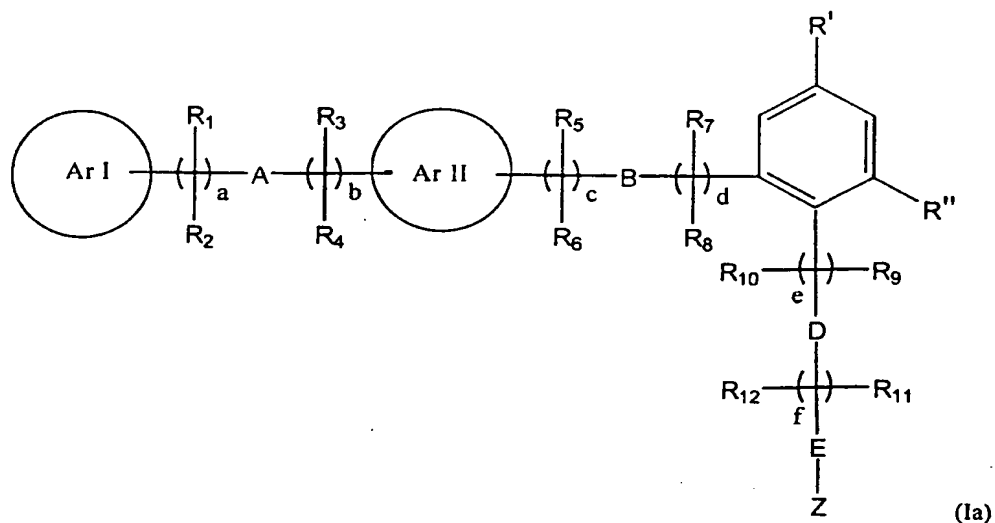 R'
R₁ R₃ R₅ R₇
Ar I ( ) a A ( ) b Ar II ( ) c B ( ) d
R₂ R₄ R₆ R₈ R"
R₁₀ ( ) e R₉
D
R₁₂ ( ) f R₁₁
E
Z (Ia)